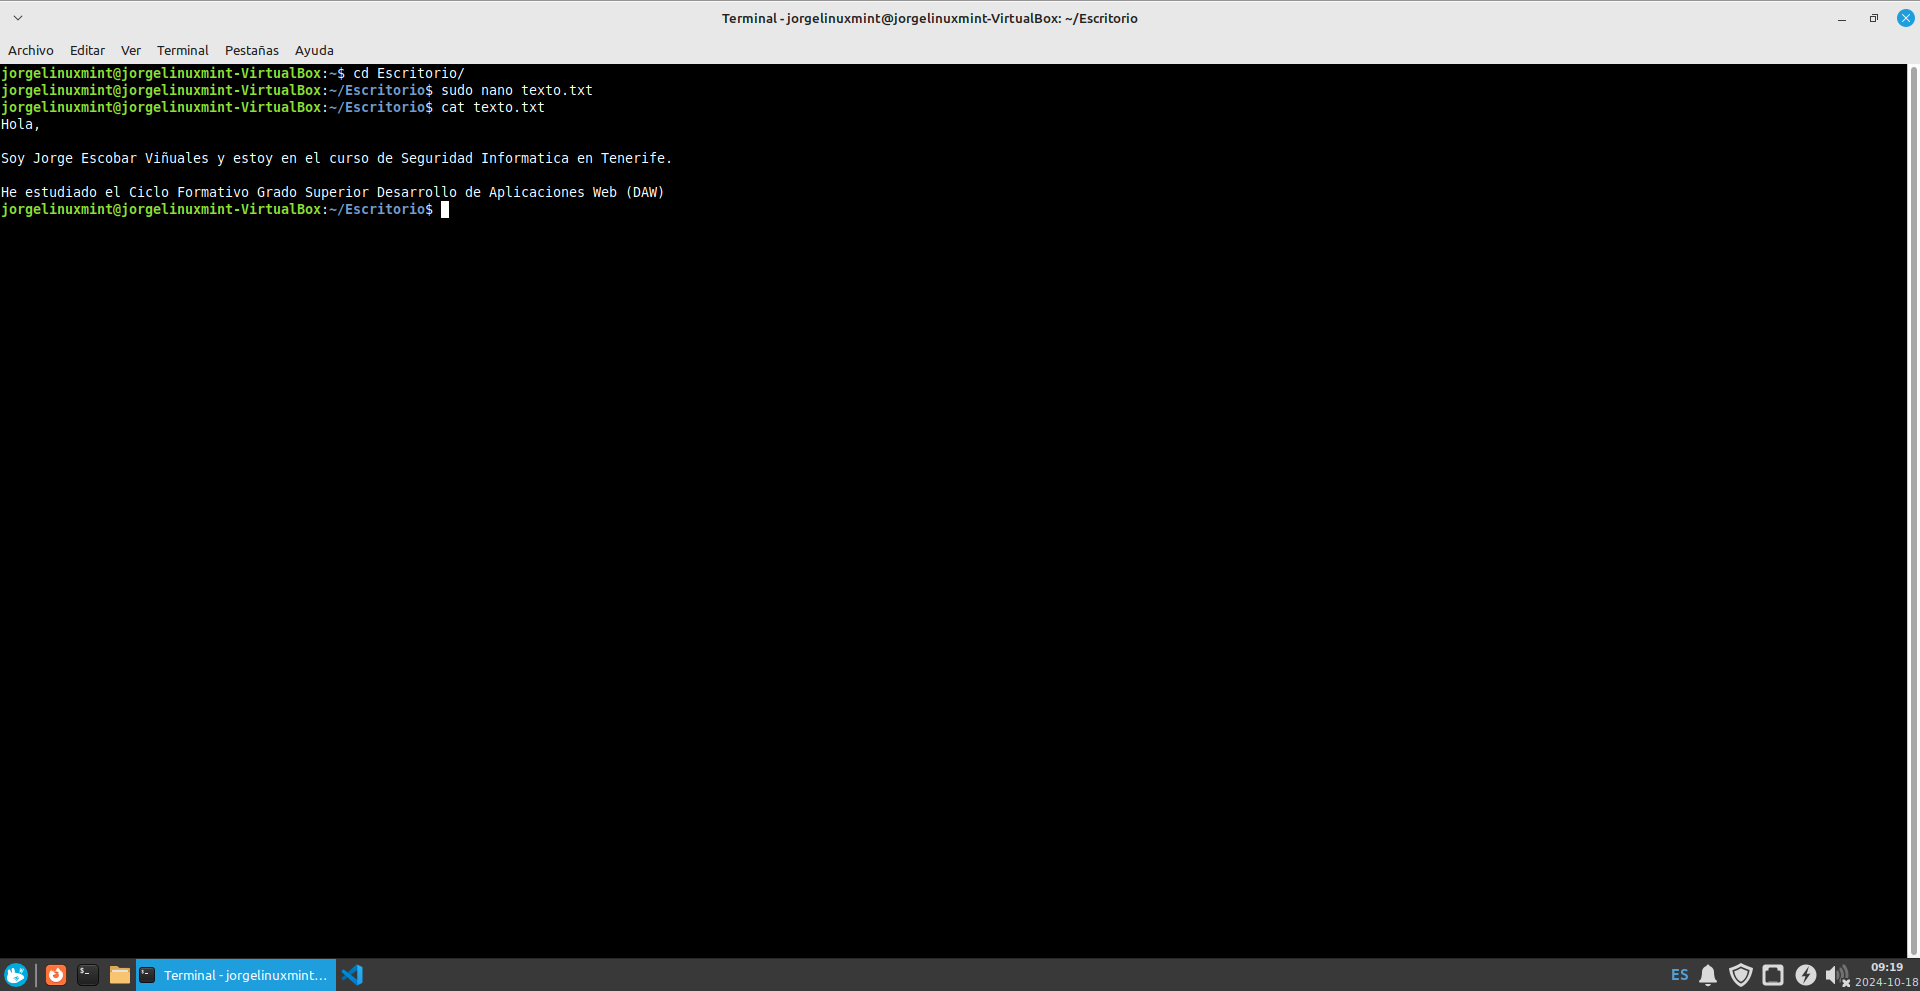 Terminal - jorgelinuxmint@jorgelinuxmint-VirtualBox: ~/Escritorio
Archivo Editar Ver Terminal Pestañas Ayuda
jorgelinuxmint@jorgelinuxmint-VirtualBox:~$ cd Escritorio/
jorgelinuxmint@jorgelinuxmint-VirtualBox:~/Escritorio$ sudo nano texto.txt
jorgelinuxmint@jorgelinuxmint-VirtualBox:~/Escritorio$ cat texto.txt
Hola,
Soy Jorge Escobar Viñuales y estoy en el curso de Seguridad Informatica en Tenerife.
He estudiado el Ciclo Formativo Grado Superior Desarrollo de Aplicaciones Web (DAW)
jorgelinuxmint@jorgelinuxmint-VirtualBox:~/Escritorio$
Terminal - jorgelinuxmint...
ES
09:19
2024-10-18